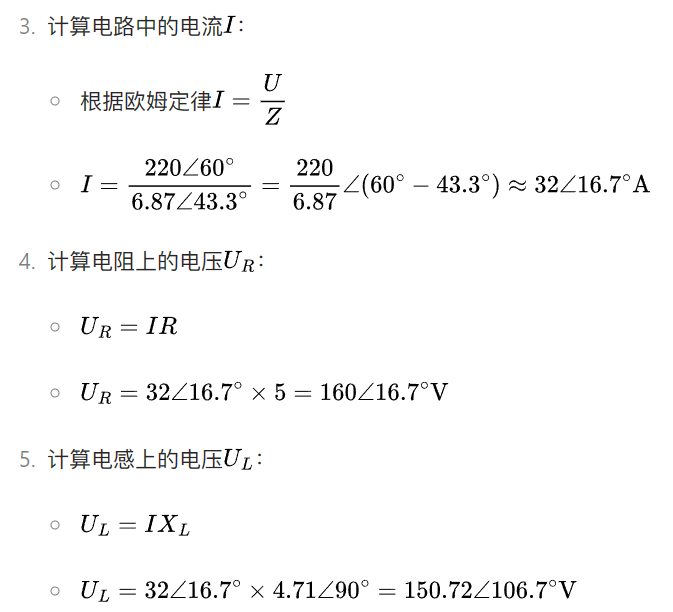 3. 计算电路中的电流I：
○ 根据欧姆定律I = U/Z
○ I = 220∠60°/6.87∠43.3° = 220/6.87 ∠(60° − 43.3°) ≈ 32∠16.7°A
4. 计算电阻上的电压U_R：
○ U_R = IR
○ U_R = 32∠16.7° × 5 = 160∠16.7°V
5. 计算电感上的电压U_L：
○ U_L = IX_L
○ U_L = 32∠16.7° × 4.71∠90° = 150.72∠106.7°V